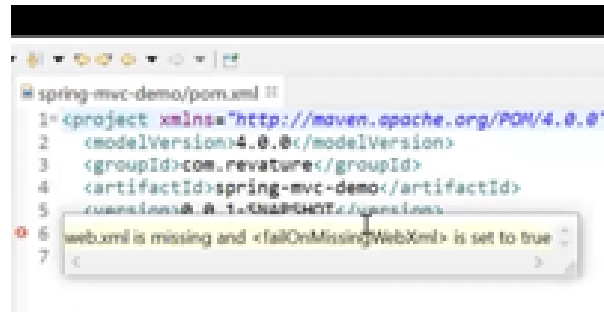 spring-mvc-demo/pom.xml
1 <project xmlns="http://maven.apache.org/POM/4.0.0"
2 <modelVersion>4.0.0</modelVersion>
3 <groupId>com.revature</groupId>
4 <artifactId>spring-mvc-demo</artifactId>
5 <version>0.0.1-SNAPSHOT</version>
6 web.xml is missing and <failOnMissingWebXml> is set to true
7